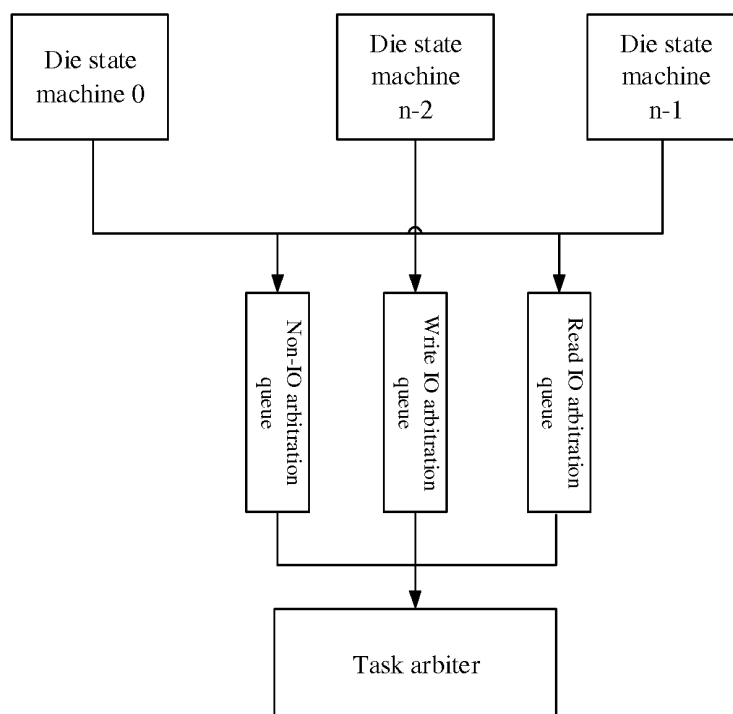 Die state
machine 0
Die state
machine
n-2
Die state
machine
n-1
Non-IO arbitration
queue
Write IO arbitration
queue
Read IO arbitration
queue
Task arbiter